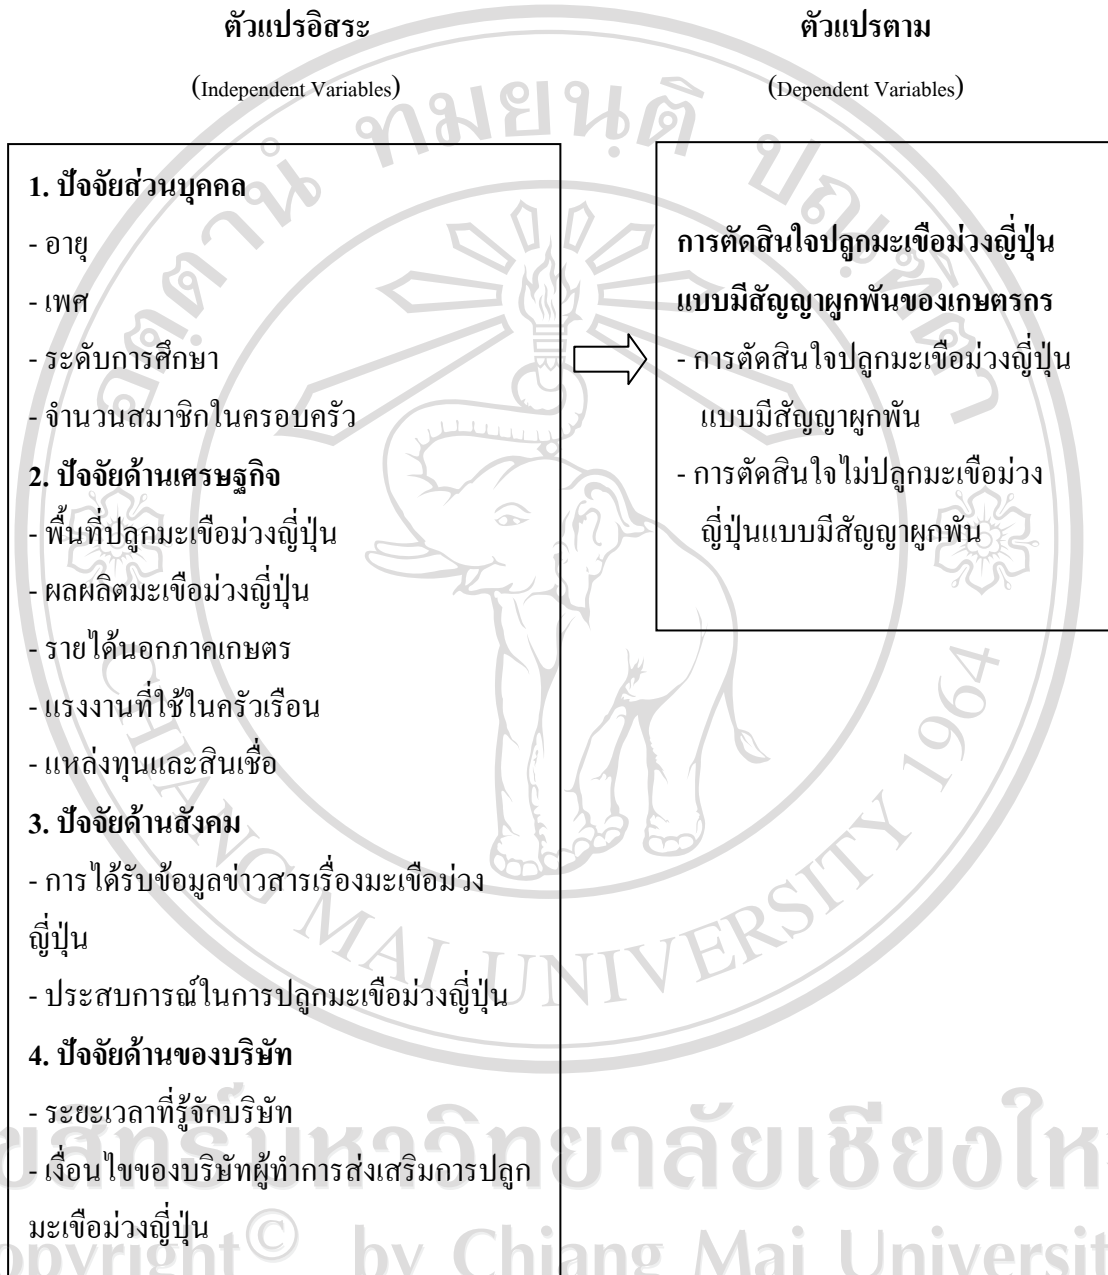 ตัวแปรอิสระ
(Independent Variables)
ตัวแปรตาม
(Dependent Variables)
1. ปัจจัยส่วนบุคคล
- อายุ
- เพศ
- ระดับการศึกษา
- จำนวนสมาชิกในครอบครัว
2. ปัจจัยด้านเศรษฐกิจ
- พื้นที่ปลูกมะเขือม่วงญี่ปุ่น
- ผลผลิตมะเขือม่วงญี่ปุ่น
- รายได้นอกภาคเกษตร
- แรงงานที่ใช้ในครัวเรือน
- แหล่งทุนและสินเชื่อ
3. ปัจจัยด้านสังคม
- การได้รับข้อมูลข่าวสารเรื่องมะเขือม่วง
ญี่ปุ่น
- ประสบการณ์ในการปลูกมะเขือม่วงญี่ปุ่น
4. ปัจจัยด้านของบริษัท
- ระยะเวลาที่รู้จักบริษัท
- เงื่อนไขของบริษัทผู้ทำการส่งเสริมการปลูก
มะเขือม่วงญี่ปุ่น
การตัดสินใจปลูกมะเขือม่วงญี่ปุ่น
แบบมีสัญญาผูกพันของเกษตรกร
- การตัดสินใจปลูกมะเขือม่วงญี่ปุ่น
แบบมีสัญญาผูกพัน
- การตัดสินใจไม่ปลูกมะเขือม่วง
ญี่ปุ่นแบบมีสัญญาผูกพัน
อตฺตานํ ทมยนฺติ ปณฺฑิตา
CHIANG MAI UNIVERSITY 1964
ขสิทธิ์มหาวิทยาลัยเชียงให
opyright © by Chiang Mai Universit